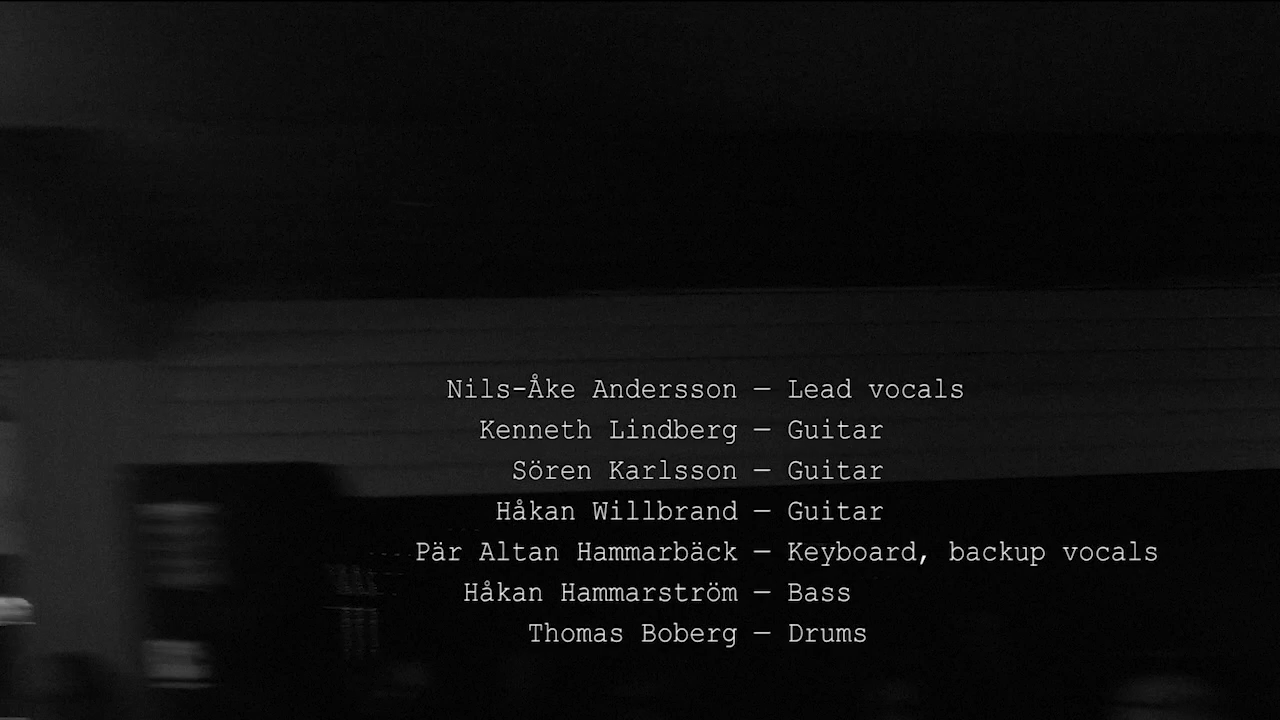 Nils-Åke Andersson — Lead vocals
Kenneth Lindberg — Guitar
Sören Karlsson — Guitar
Håkan Willbrand — Guitar
Pär Altan Hammarbäck — Keyboard, backup vocals
Håkan Hammarström — Bass
Thomas Boberg — Drums